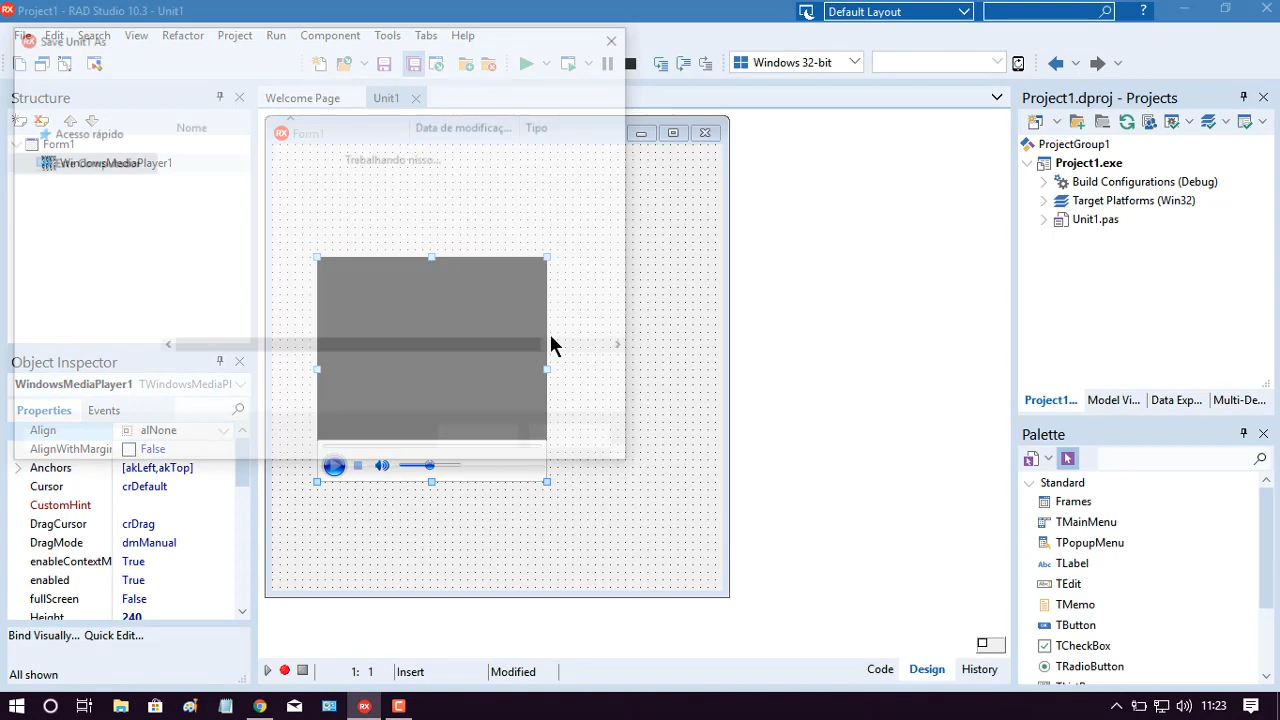 Project1 - RAD Studio 10.3 - Unit1
Default Layout
?
File Edit Search View Refactor Project Run Component Tools Tabs Help
Save Unit1 As
Windows 32-bit
Structure
Nome
Acesso rápido
Form1
WindowsMediaPlayer1
Welcome Page
Unit1
Form1
Data de modificaç...
Tipo
Trabalhando nisso...
Object Inspector
WindowsMediaPlayer1 TWindowsMediaPl
Properties Events
Align alNone
AlignWithMargin False
Anchors [akLeft,akTop]
Cursor crDefault
CustomHint
DragCursor crDrag
DragMode dmManual
enableContextM True
enabled True
fullScreen False
Height 240
Bind Visually... Quick Edit...
All shown
1: 1
Insert
Modified
Code
Design
History
Project1.dproj - Projects
ProjectGroup1
Project1.exe
Build Configurations (Debug)
Target Platforms (Win32)
Unit1.pas
Project1... Model Vi... Data Exp... Multi-De...
Palette
Standard
Frames
TMainMenu
TPopupMenu
Abc TLabel
Abc TEdit
TMemo
TButton
TCheckBox
TRadioButton
11:23